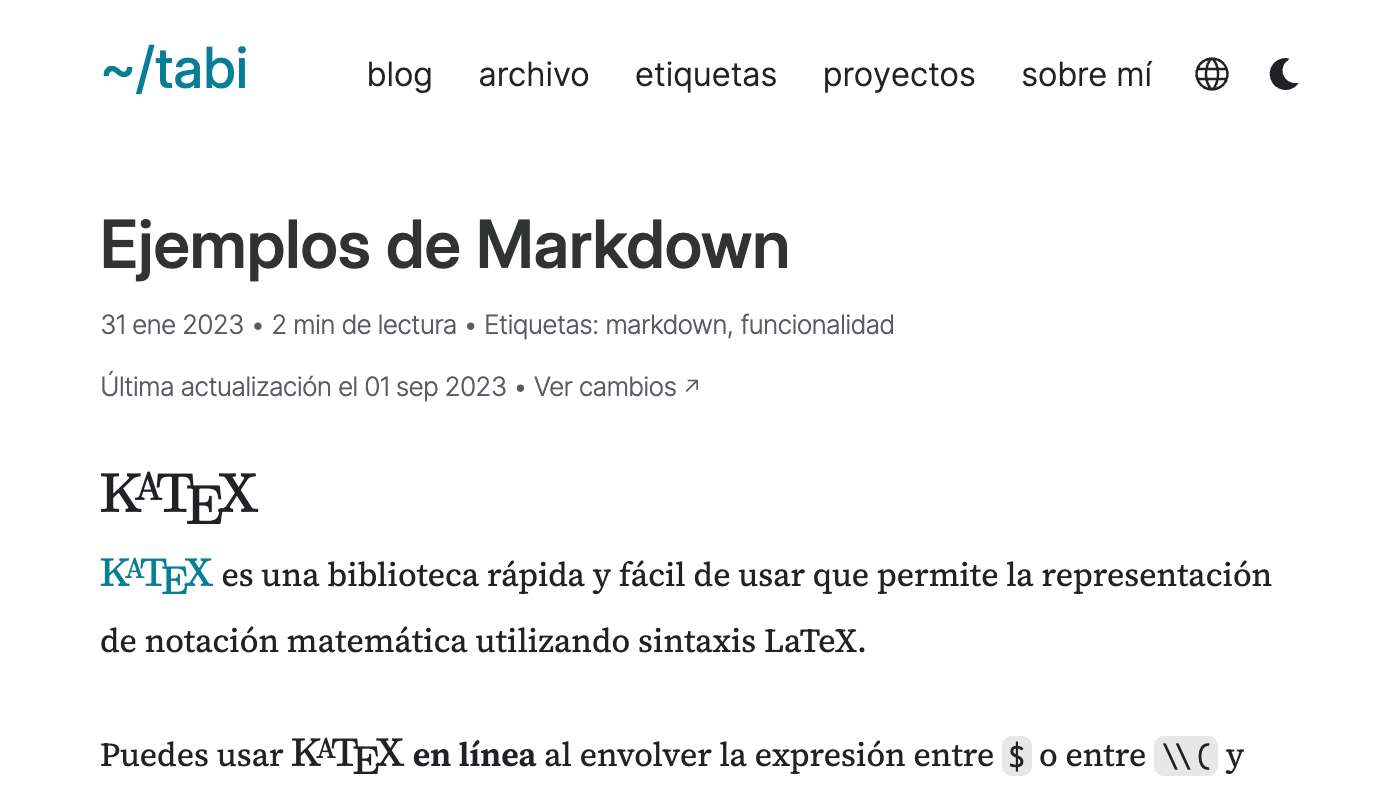 ~/tabi blog archivo etiquetas proyectos sobre mí
Ejemplos de Markdown
31 ene 2023 • 2 min de lectura • Etiquetas: markdown, funcionalidad
Última actualización el 01 sep 2023 • Ver cambios ↗
KATEX
KATEX es una biblioteca rápida y fácil de usar que permite la representación
de notación matemática utilizando sintaxis LaTeX.
Puedes usar KATEX en línea al envolver la expresión entre $ o entre \\( y